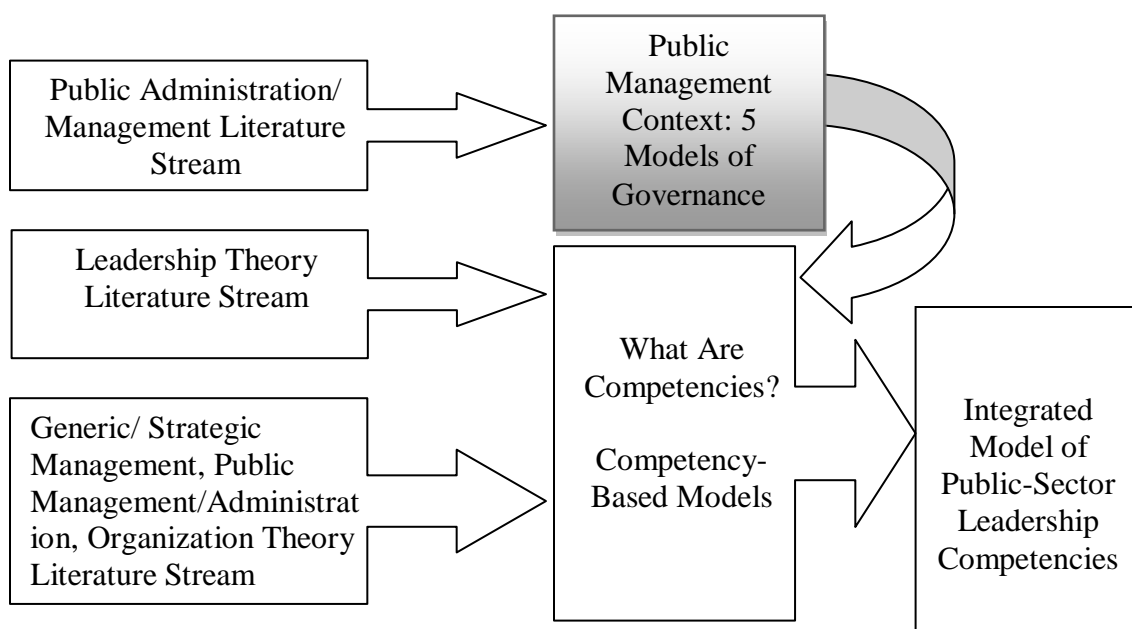 Public Administration/
Management Literature
Stream
Public
Management
Context: 5
Models of
Governance
Leadership Theory
Literature Stream
What Are
Competencies?
Competency-
Based Models
Generic/ Strategic
Management, Public
Management/Administrat
ion, Organization Theory
Literature Stream
Integrated
Model of
Public-Sector
Leadership
Competencies